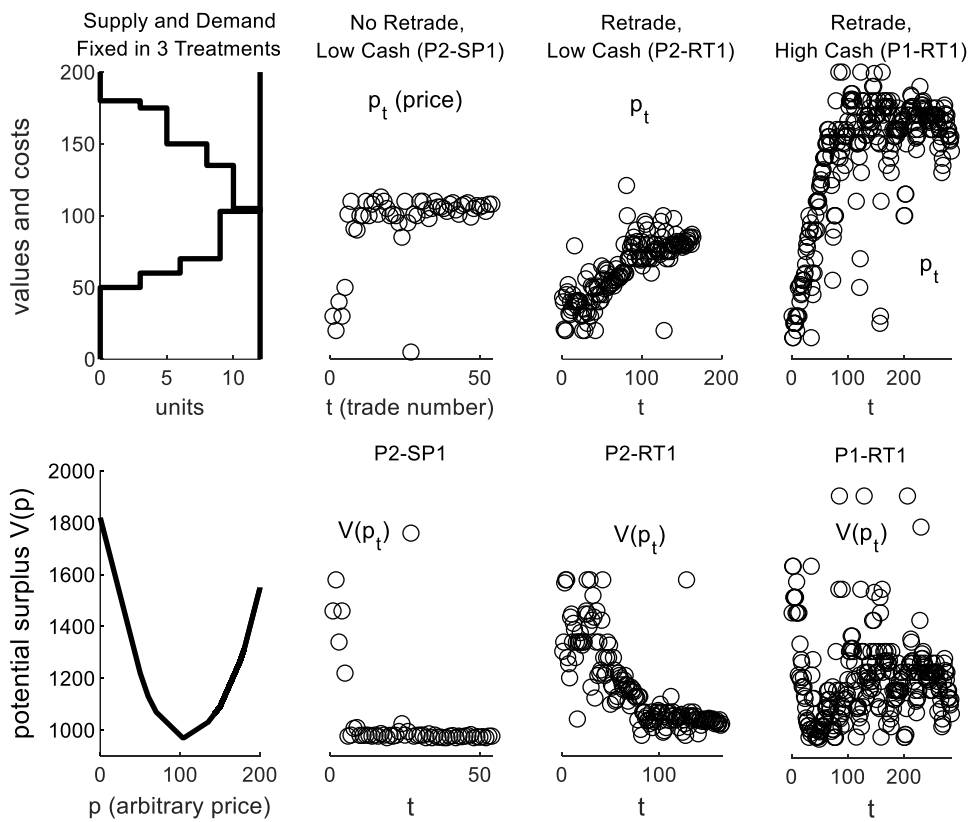 Supply and Demand
Fixed in 3 Treatments
200
150
100
50
0
values and costs
0 5 10
units
No Retrade,
Low Cash (P2-SP1)
p_t (price)
0 50
t (trade number)
Retrade,
Low Cash (P2-RT1)
p_t
0 100 200
t
Retrade,
High Cash (P1-RT1)
p_t
0 100 200
t
2000
1800
1600
1400
1200
1000
potential surplus V(p)
0 100 200
p (arbitrary price)
P2-SP1
V(p_t)
0 50
t
P2-RT1
V(p_t)
0 100
t
P1-RT1
V(p_t)
0 100 200
t